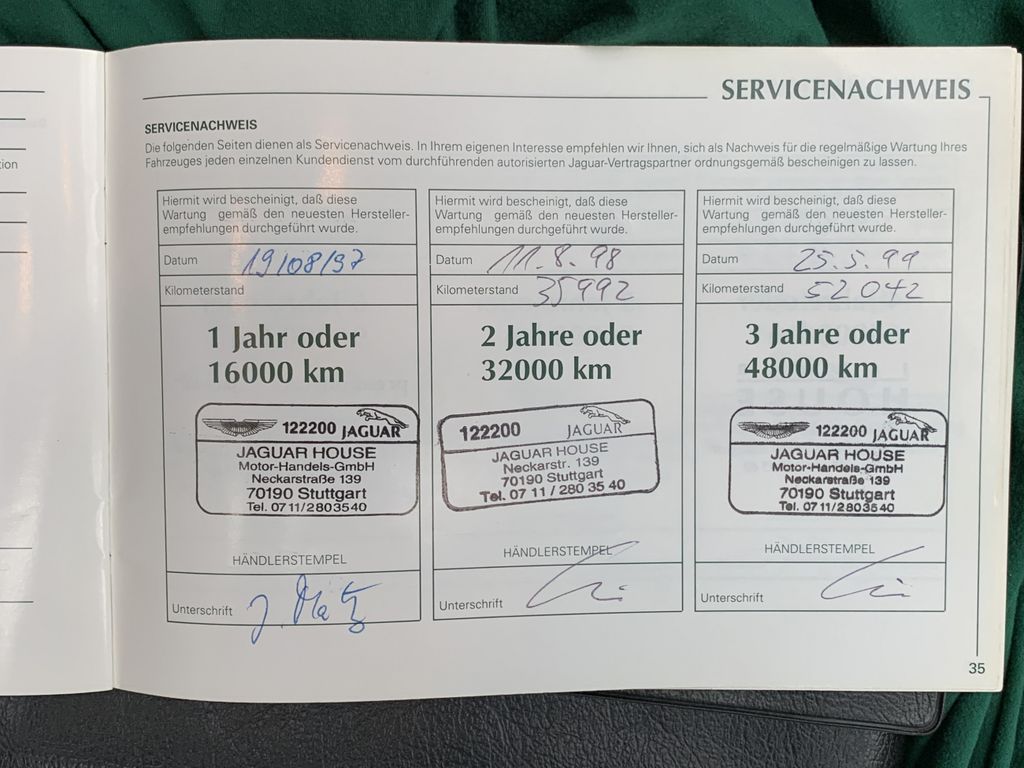 tion
SERVICENACHWEIS
SERVICENACHWEIS
Die folgenden Seiten dienen als Servicenachweis. In Ihrem eigenen Interesse empfehlen wir Ihnen, sich als Nachweis für die regelmäßige Wartung Ihres
Fahrzeuges jeden einzelnen Kundendienst vom durchführenden autorisierten Jaguar-Vertragspartner ordnungsgemäß bescheinigen zu lassen.
Hiermit wird bescheinigt, daß diese
Wartung gemäß den neuesten Hersteller-
empfehlungen durchgeführt wurde.
Datum 19/08/97
Kilometerstand
1 Jahr oder
16000 km
122200 JAGUAR
JAGUAR HOUSE
Motor-Handels-GmbH
Neckarstraße 139
70190 Stuttgart
Tel. 0711/2803540
HÄNDLERSTEMPEL
Unterschrift
Hiermit wird bescheinigt, daß diese
Wartung gemäß den neuesten Hersteller-
empfehlungen durchgeführt wurde.
Datum 11.8.98
Kilometerstand 35992
2 Jahre oder
32000 km
122200 JAGUAR
JAGUAR HOUSE
Neckarstr. 139
70190 Stuttgart
Tel. 07 11 / 280 35 40
HÄNDLERSTEMPEL
Unterschrift
Hiermit wird bescheinigt, daß diese
Wartung gemäß den neuesten Hersteller-
empfehlungen durchgeführt wurde.
Datum 25.5.99
Kilometerstand 52042
3 Jahre oder
48000 km
122200 JAGUAR
JAGUAR HOUSE
Motor-Handels-GmbH
Neckarstraße 139
70190 Stuttgart
Tel. 0711/2803540
HÄNDLERSTEMPEL
Unterschrift
35